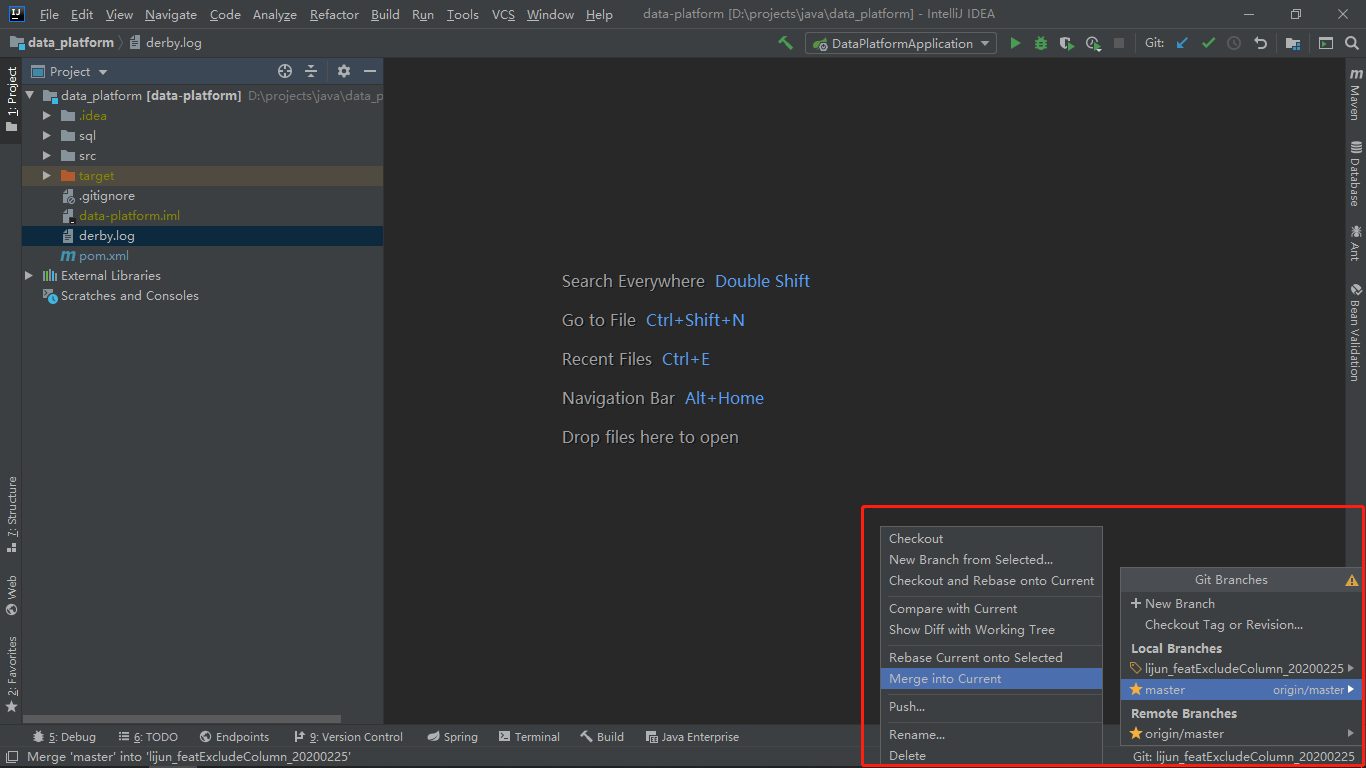 File Edit View Navigate Code Analyze Refactor Build Run Tools VCS Window Help data-platform [D:\projects\java\data_platform] - IntelliJ IDEA
data_platform derby.log DataPlatformApplication Git:
1: Project
Project
data_platform [data-platform] D:\projects\java\data_p
.idea
sql
src
target
.gitignore
data-platform.iml
derby.log
pom.xml
External Libraries
Scratches and Consoles
Search Everywhere Double Shift
Go to File Ctrl+Shift+N
Recent Files Ctrl+E
Navigation Bar Alt+Home
Drop files here to open
Maven
Database
Ant
Bean Validation
7: Structure
Web
2: Favorites
Checkout
New Branch from Selected...
Checkout and Rebase onto Current
Compare with Current
Show Diff with Working Tree
Rebase Current onto Selected
Merge into Current
Push...
Rename...
Delete
Git Branches
New Branch
Checkout Tag or Revision...
Local Branches
lijun_featExcludeColumn_20200225
master origin/master
Remote Branches
origin/master
5: Debug 6: TODO Endpoints 9: Version Control Spring Terminal Build Java Enterprise
Merge 'master' into 'lijun_featExcludeColumn_20200225' Git: lijun_featExcludeColumn_20200225